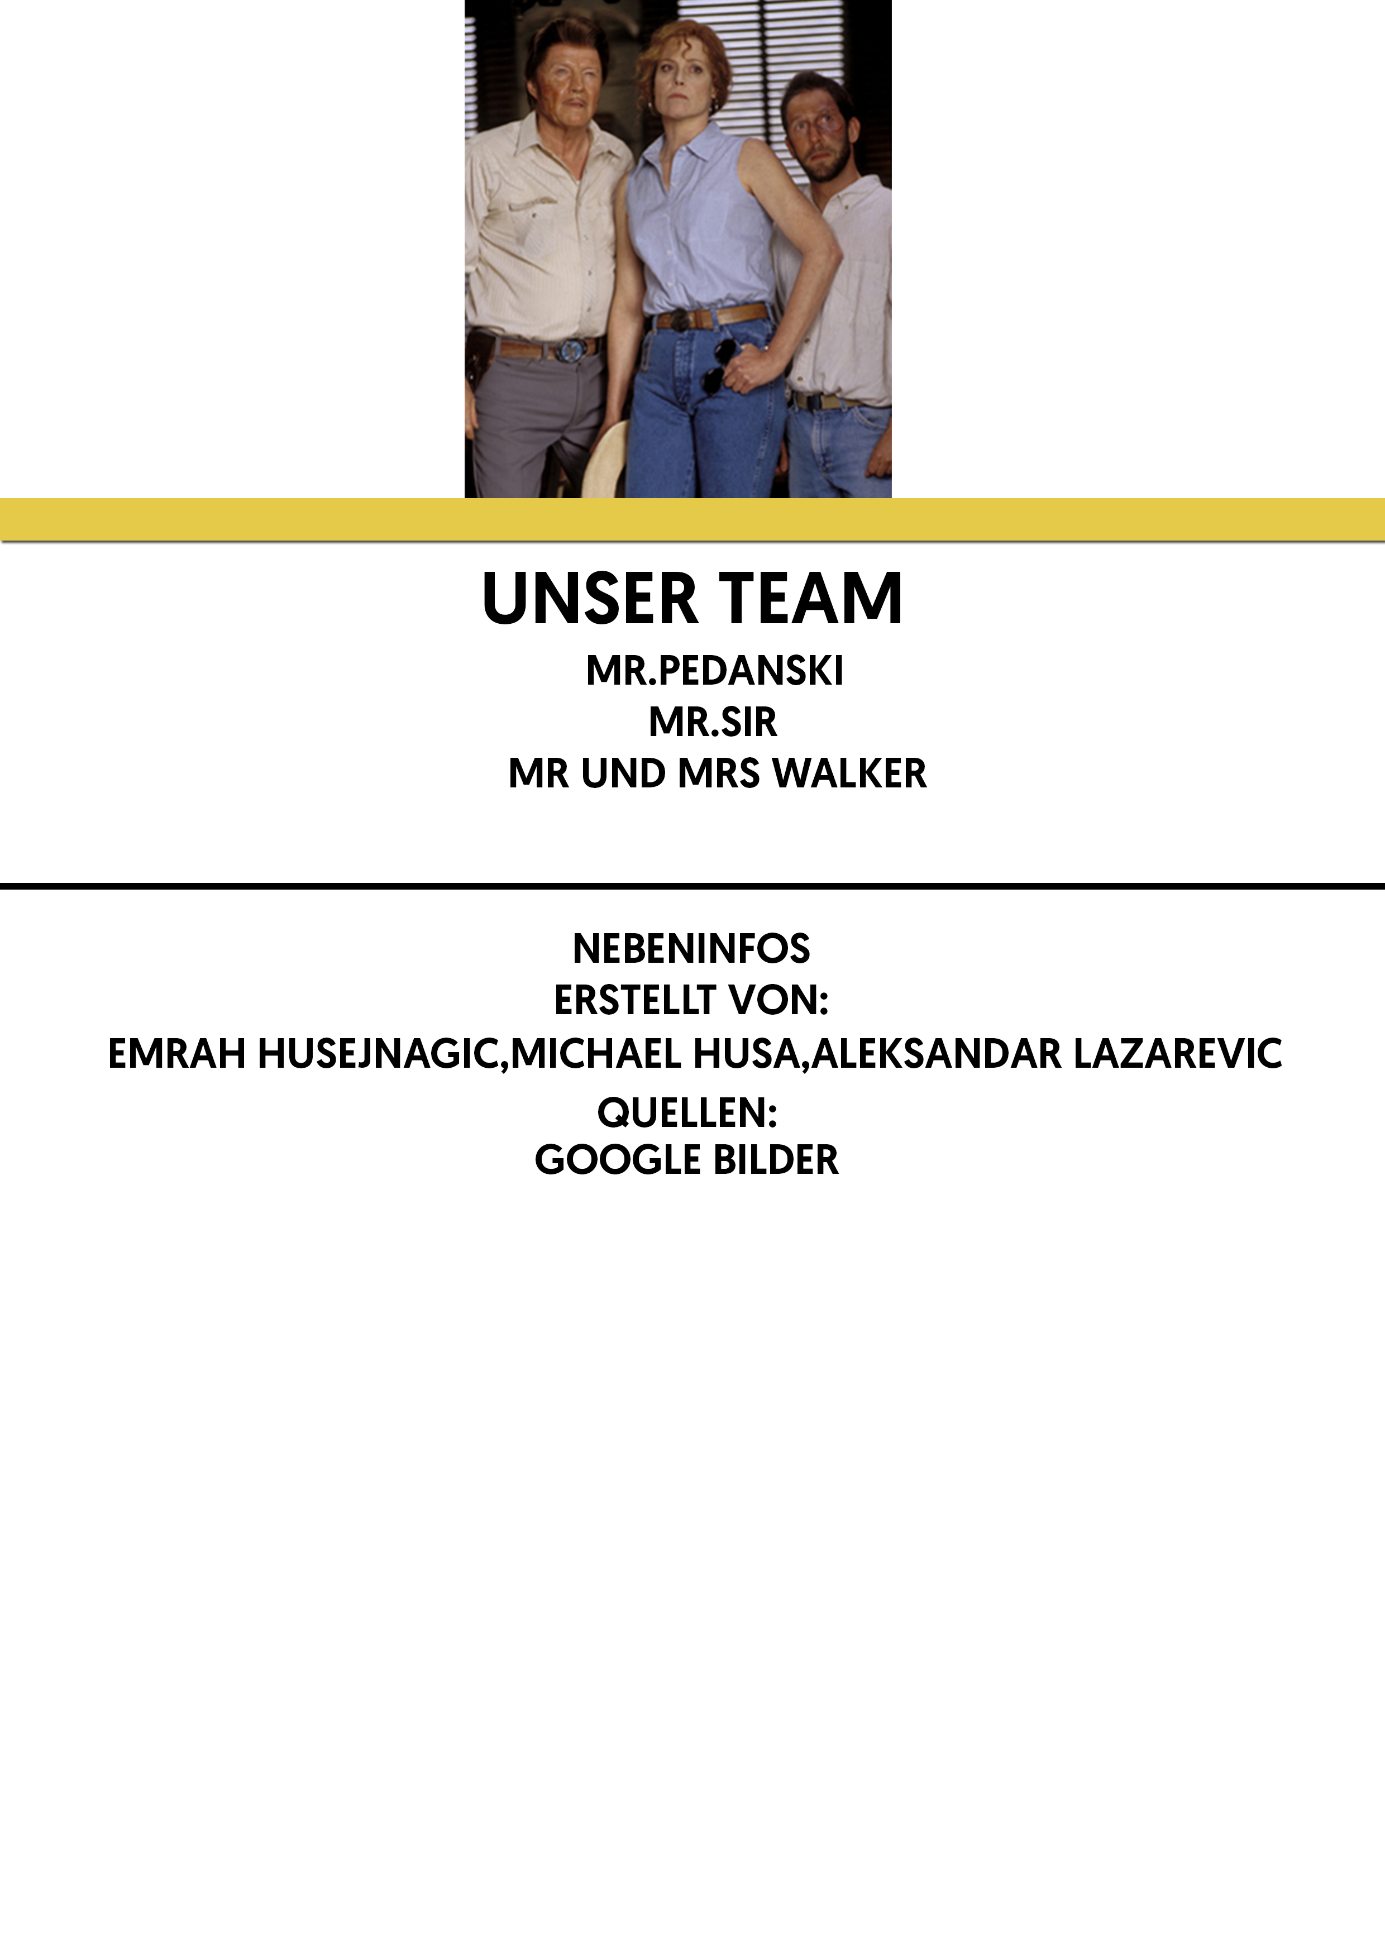 UNSER TEAM
MR.PEDANSKI
MR.SIR
MR UND MRS WALKER
NEBENINFOS
ERSTELLT VON:
EMRAH HUSEJNAGIC,MICHAEL HUSA,ALEKSANDAR LAZAREVIC
QUELLEN:
GOOGLE BILDER